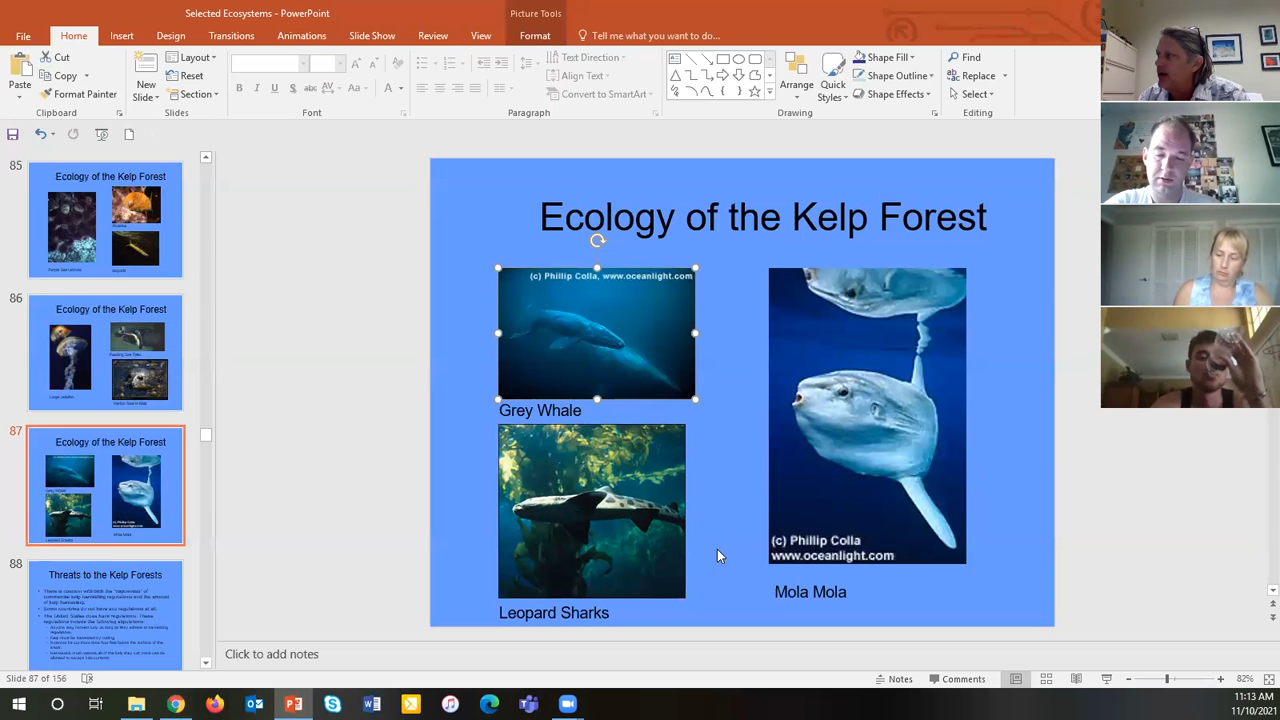 Selected Ecosystems - PowerPoint
Picture Tools
File
Home
Insert
Design
Transitions
Animations
Slide Show
Review
View
Format
Tell me what you want to do...
Paste
Cut
Copy
Format Painter
Clipboard
New
Slide
Layout
Reset
Section
Slides
Font
Text Direction
Align Text
Convert to SmartArt
Paragraph
Arrange
Quick
Styles
Shape Fill
Shape Outline
Shape Effects
Drawing
Find
Replace
Select
Editing
85
Ecology of the Kelp Forest
86
Ecology of the Kelp Forest
87
Ecology of the Kelp Forest
Grey Whale
Leopard Sharks
Mola Mola
88
Threats to the Kelp Forests
Ecology of the Kelp Forest
(c) Phillip Colla, www.oceanlight.com
Grey Whale
Leopard Sharks
(c) Phillip Colla
www.oceanlight.com
Mola Mola
Click to add notes
Slide 87 of 156
Notes
Comments
82%
11:13 AM
11/10/2021